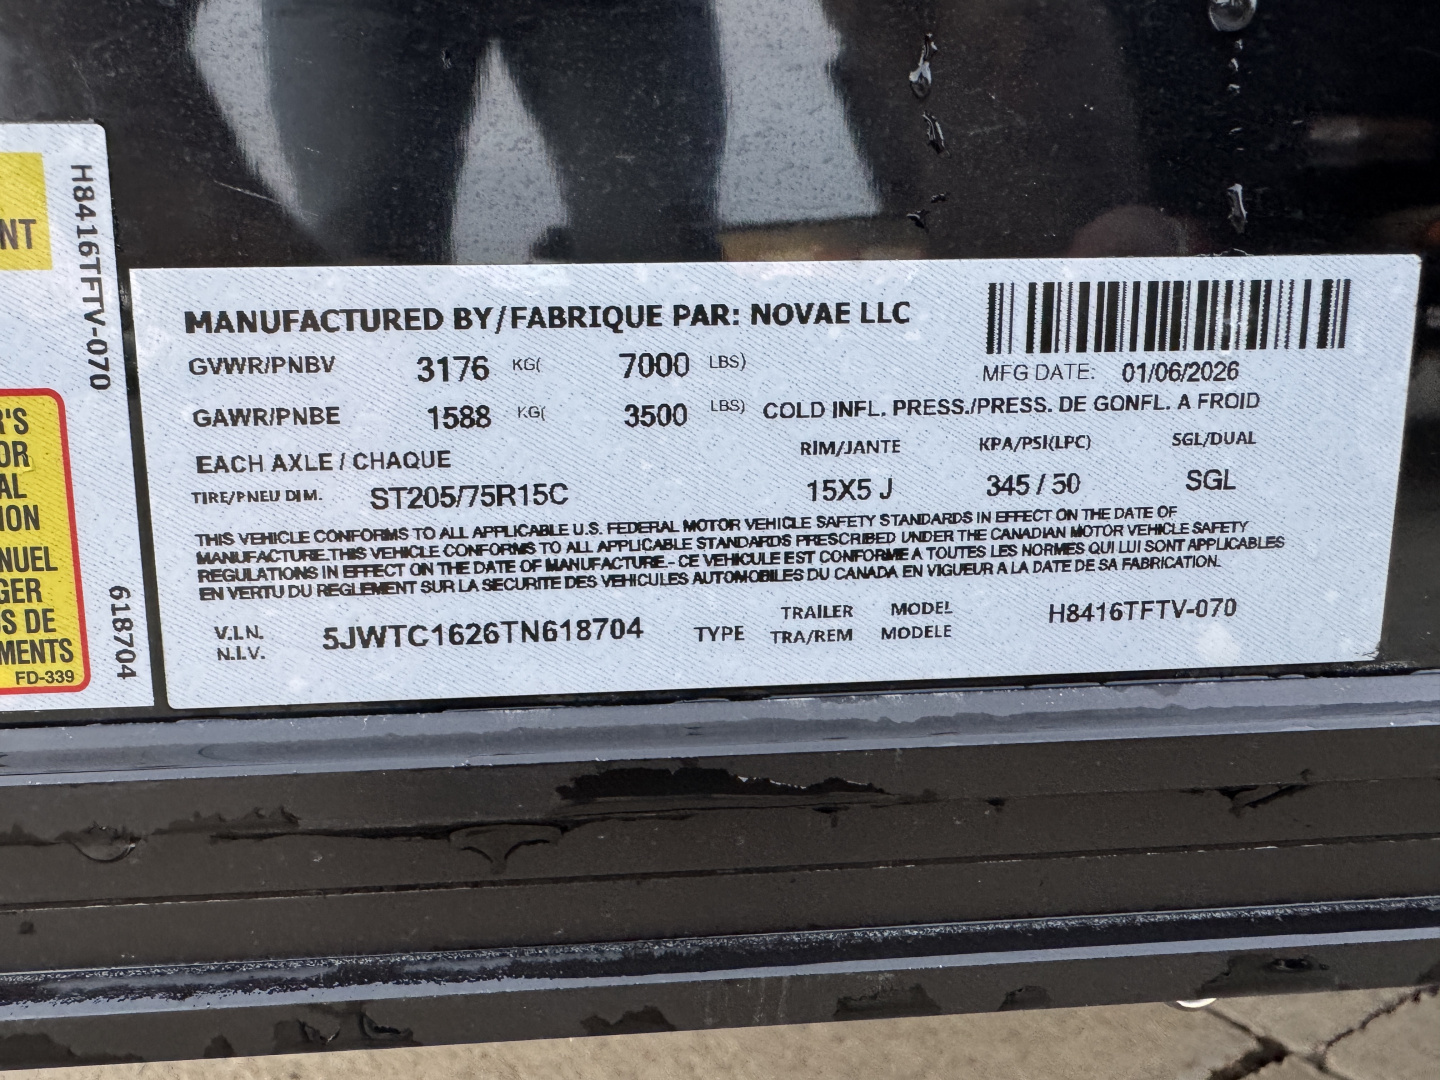 NT
H8416TFTV-070
'S
OR
AL
ION
NUEL
GER
S DE
MENTS
FD-339
618704
MANUFACTURED BY/FABRIQUE PAR: NOVAE LLC
GVWR/PNBV 3176 KG( 7000 LBS)
MFG DATE: 01/06/2026
GAWR/PNBE 1588 KG( 3500 LBS) COLD INFL. PRESS./PRESS. DE GONFL. A FROID
EACH AXLE / CHAQUE RIM/JANTE KPA/PSI(LPC) SGL/DUAL
TIRE/PNEU DIM. ST205/75R15C 15X5 J 345 / 50 SGL
THIS VEHICLE CONFORMS TO ALL APPLICABLE U.S. FEDERAL MOTOR VEHICLE SAFETY STANDARDS IN EFFECT ON THE DATE OF
MANUFACTURE.THIS VEHICLE CONFORMS TO ALL APPLICABLE STANDARDS PRESCRIBED UNDER THE CANADIAN MOTOR VEHICLE SAFETY
REGULATIONS IN EFFECT ON THE DATE OF MANUFACTURE.- CE VEHICULE EST CONFORME A TOUTES LES NORMES QUI LUI SONT APPLICABLES
EN VERTU DU REGLEMENT SUR LA SECURITE DES VEHICULES AUTOMOBILES DU CANADA EN VIGUEUR A LA DATE DE SA FABRICATION.
V.I.N. 5JWTC1626TN618704 TYPE TRAILER MODEL H8416TFTV-070
N.I.V. TRA/REM MODELE